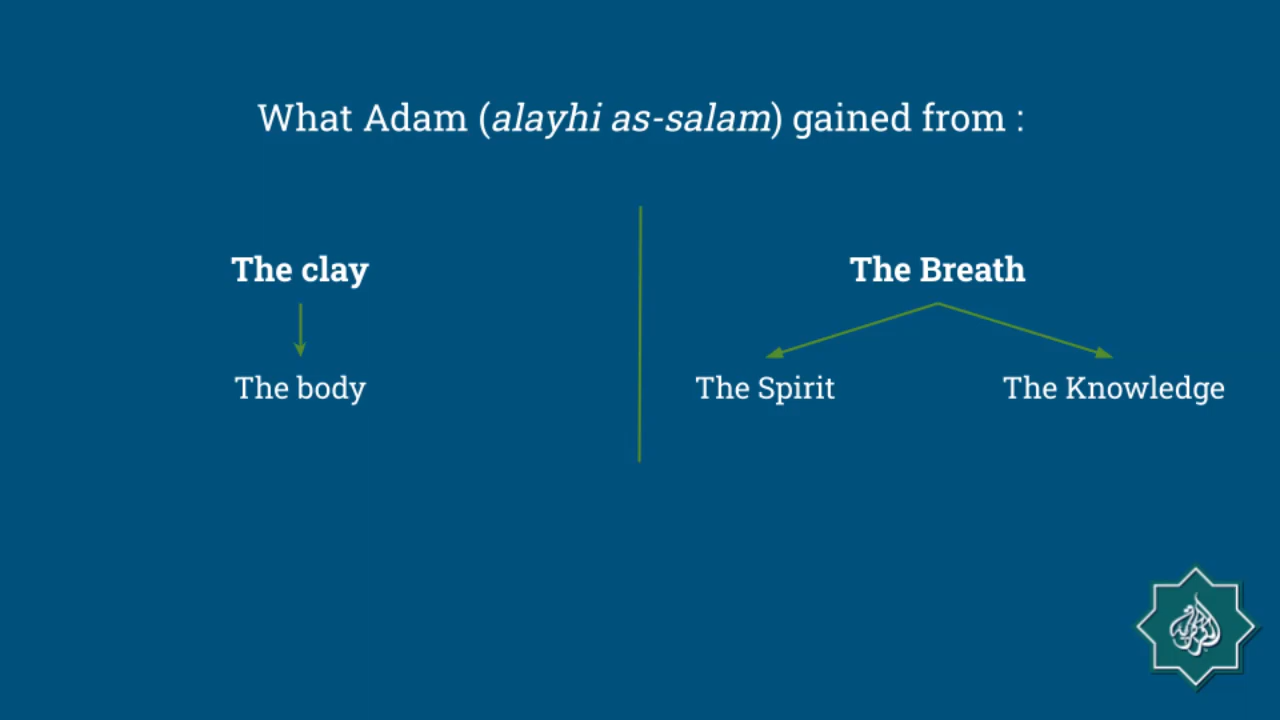 What Adam (alayhi as-salam) gained from :
The clay
The Breath
The body
The Spirit
The Knowledge